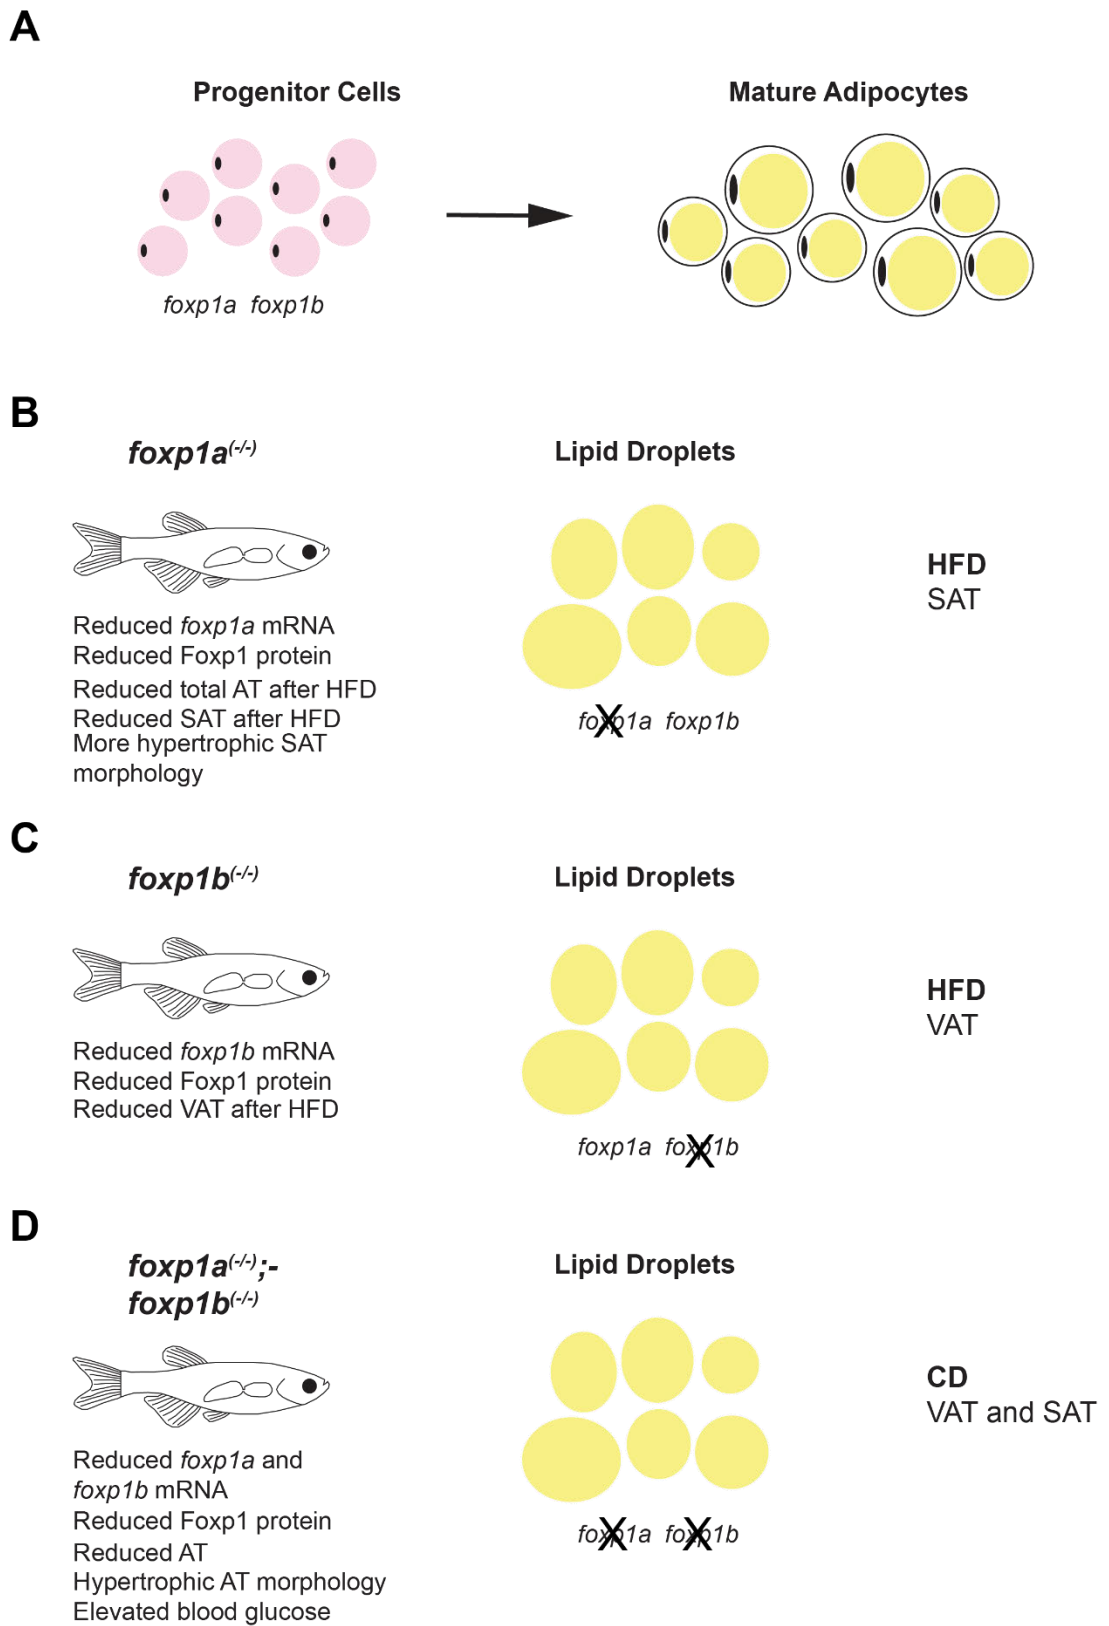 A
Progenitor Cells
Mature Adipocytes
foxp1a foxp1b
B
foxp1a(-/-)
Lipid Droplets
HFD
SAT
Reduced foxp1a mRNA
Reduced Foxp1 protein
Reduced total AT after HFD
Reduced SAT after HFD
More hypertrophic SAT
morphology
foxp1a foxp1b
C
foxp1b(-/-)
Lipid Droplets
HFD
VAT
Reduced foxp1b mRNA
Reduced Foxp1 protein
Reduced VAT after HFD
foxp1a foxp1b
D
foxp1a(-/-);-
foxp1b(-/-)
Lipid Droplets
CD
VAT and SAT
Reduced foxp1a and
foxp1b mRNA
Reduced Foxp1 protein
Reduced AT
Hypertrophic AT morphology
Elevated blood glucose
foxp1a foxp1b